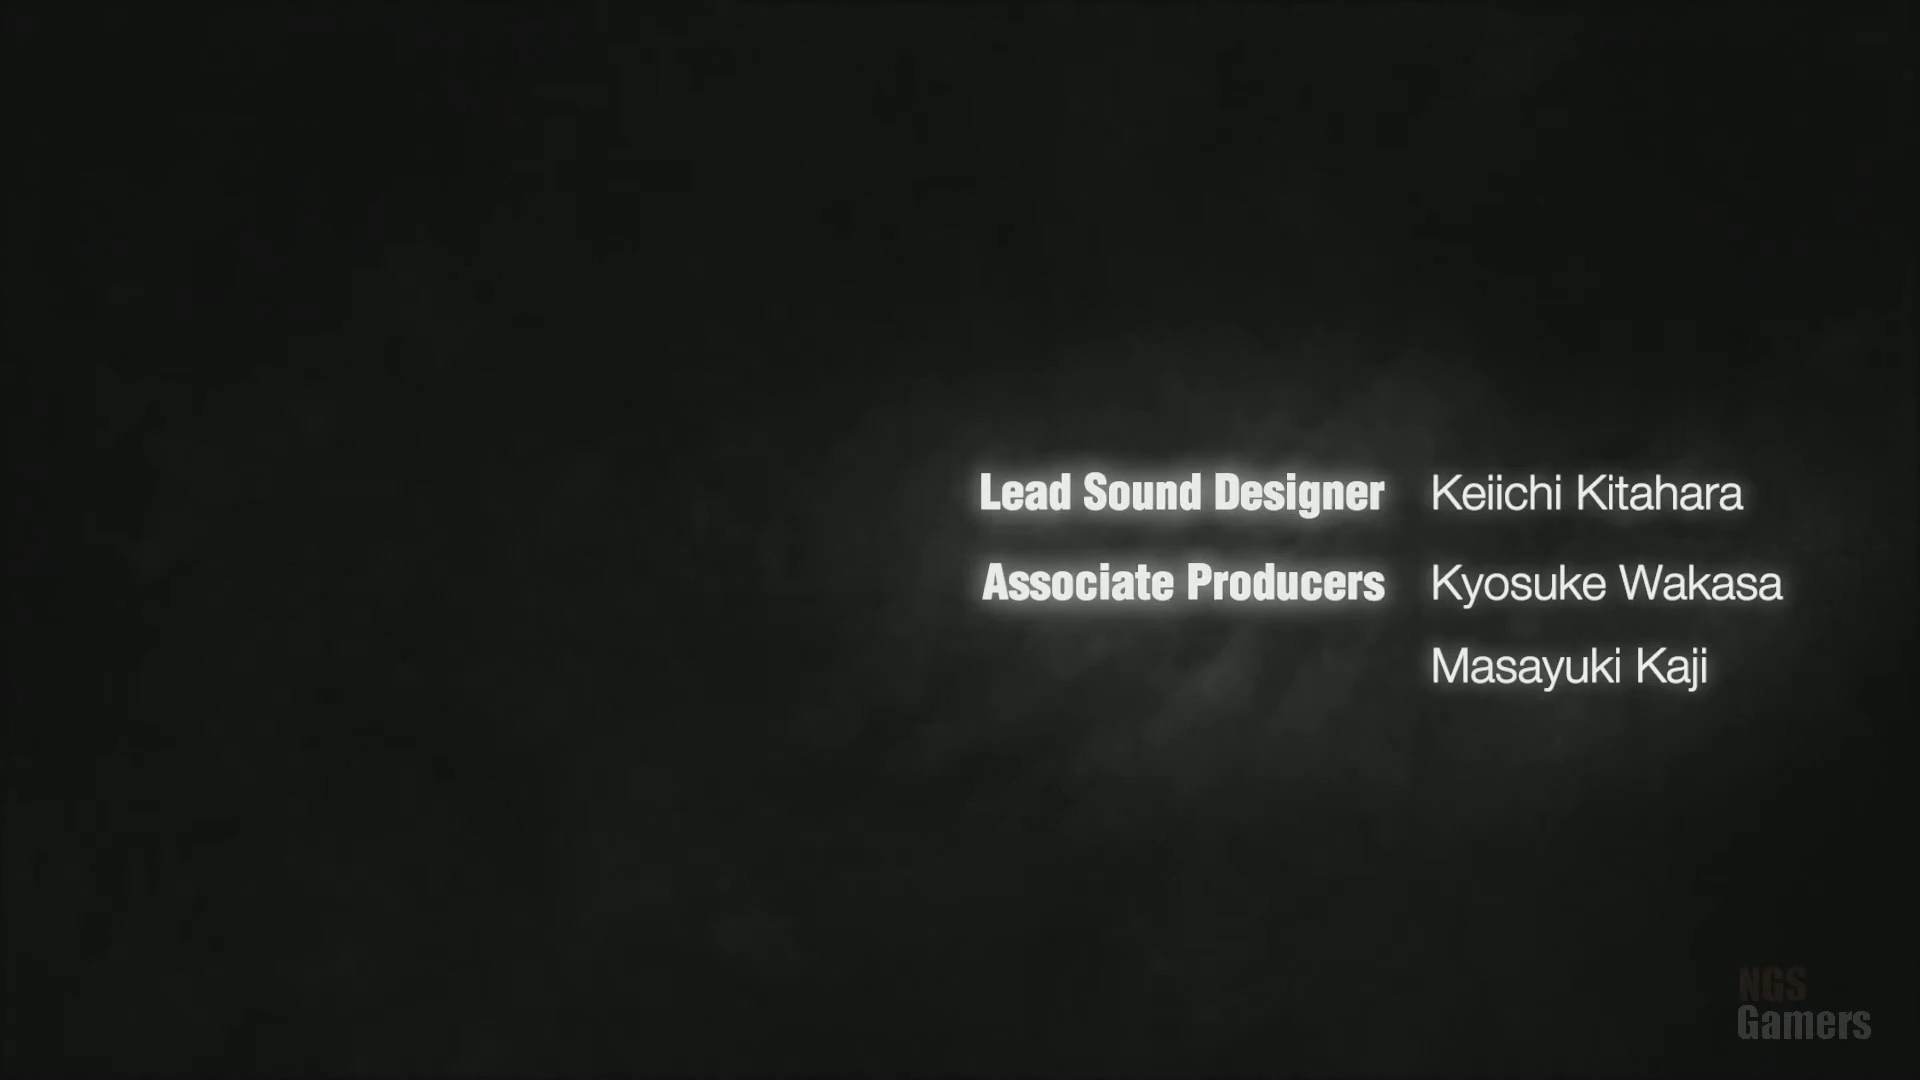 Lead Sound Designer Keiichi Kitahara
Associate Producers Kyosuke Wakasa
Masayuki Kaji
NGS
Gamers